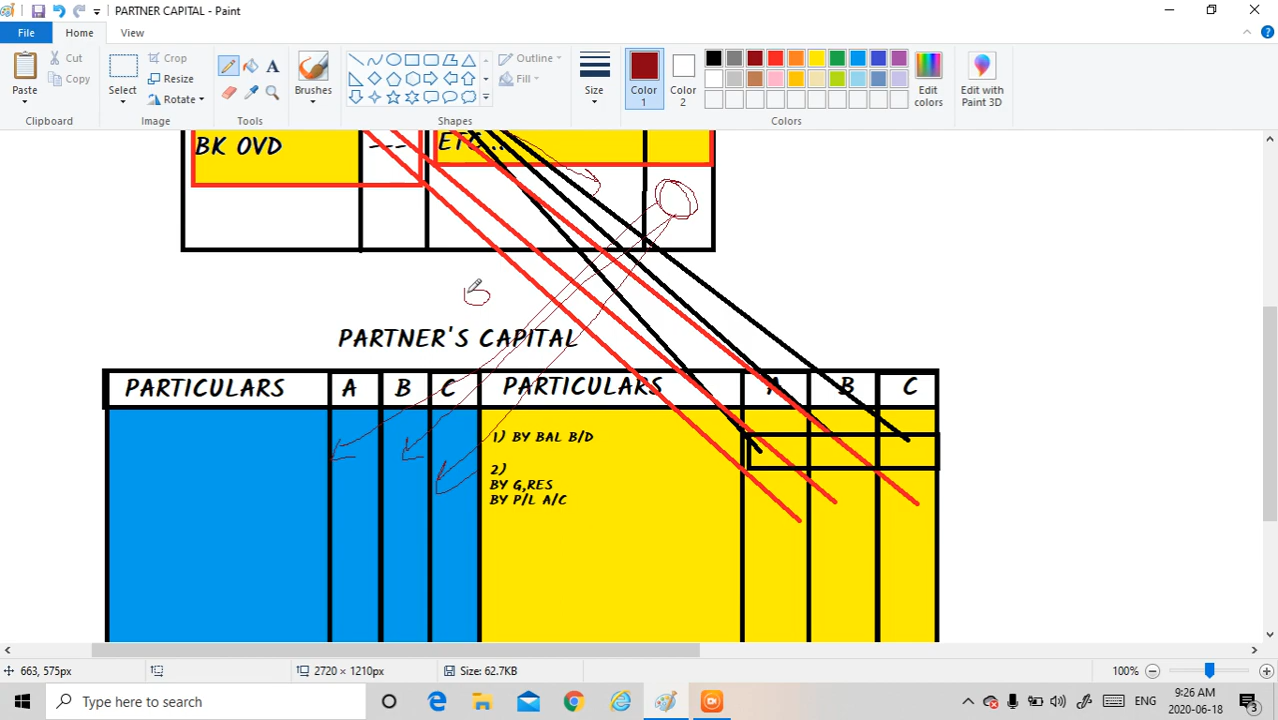 PARTNER CAPITAL - Paint
File
Home
View
Paste
Cut
Copy
Clipboard
Select
Crop
Resize
Rotate
Image
Tools
Brushes
Shapes
Outline
Fill
Size
Color 1
Color 2
Colors
Edit colors
Edit with Paint 3D
BK OVD
---
ETC...
PARTNER'S CAPITAL
PARTICULARS A B C PARTICULARS A B C
1) BY BAL B/D
2)
BY G,RES
BY P/L A/C
663, 575px
2720 × 1210px
Size: 62.7KB
100%
Type here to search
ENG
9:26 AM
2020-06-18
3